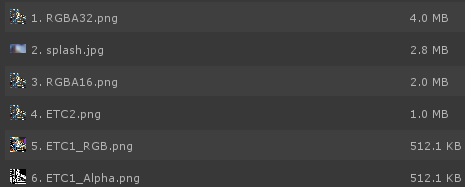 1. RGBA32.png 4.0 MB
2. splash.jpg 2.8 MB
3. RGBA16.png 2.0 MB
4. ETC2.png 1.0 MB
5. ETC1_RGB.png 512.1 KB
6. ETC1_Alpha.png 512.1 KB